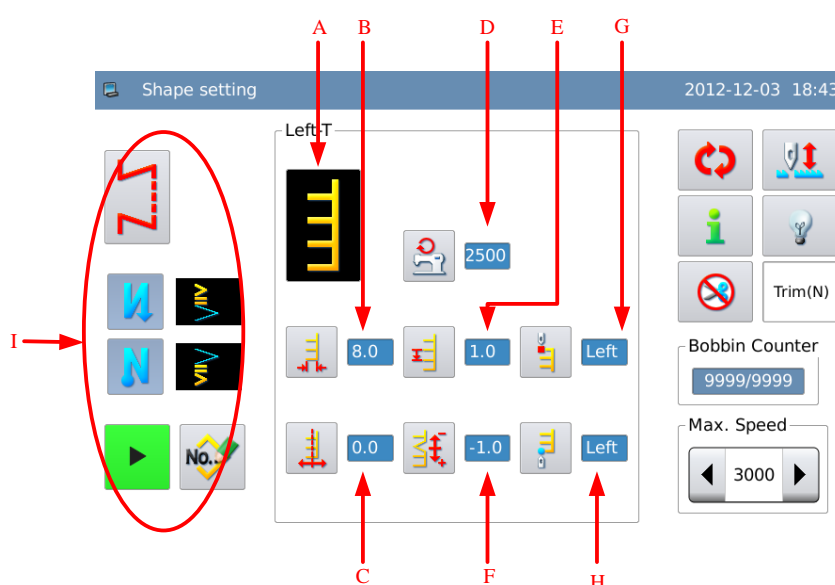 A B D E G
Shape setting 2012-12-03 18:43
Left-T
2500
Trim(N)
I
8.0 1.0 Left
Bobbin Counter
9999/9999
Max. Speed
No.
0.0 -1.0 Left
3000
C F H